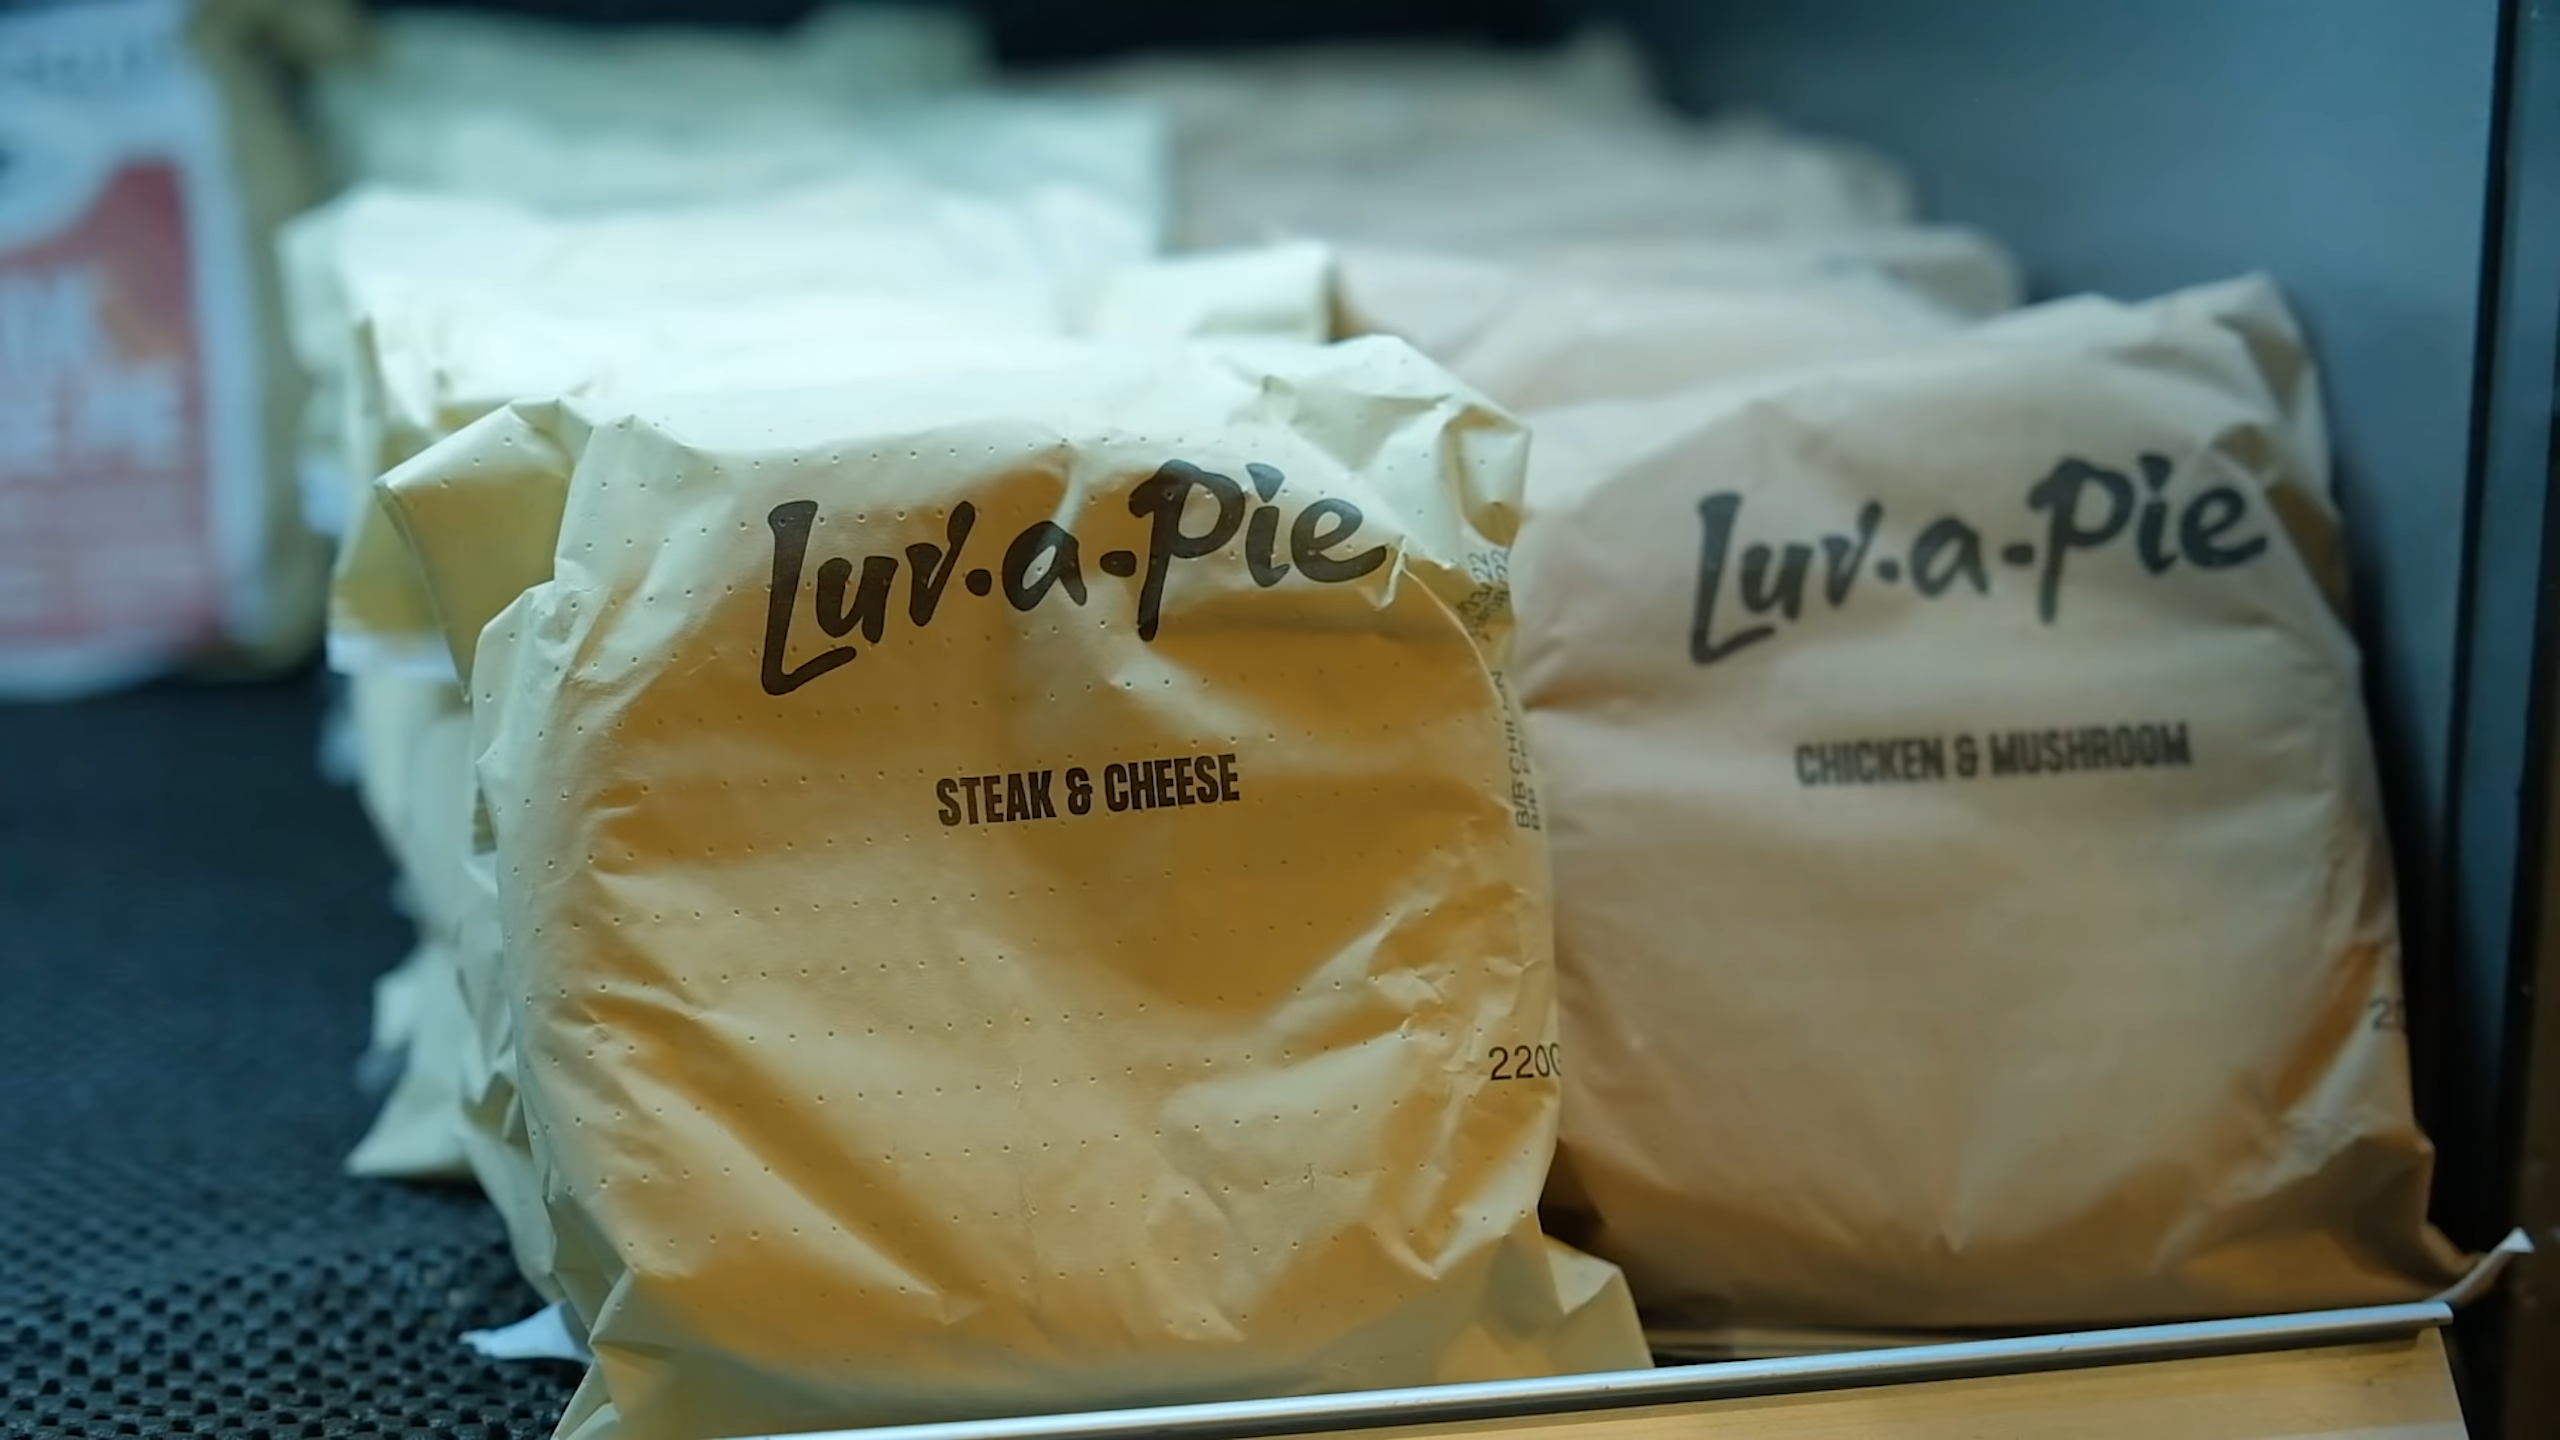 Luv.a.Pie
STEAK & CHEESE
220G
Luv.a.Pie
CHICKEN & MUSHROOM